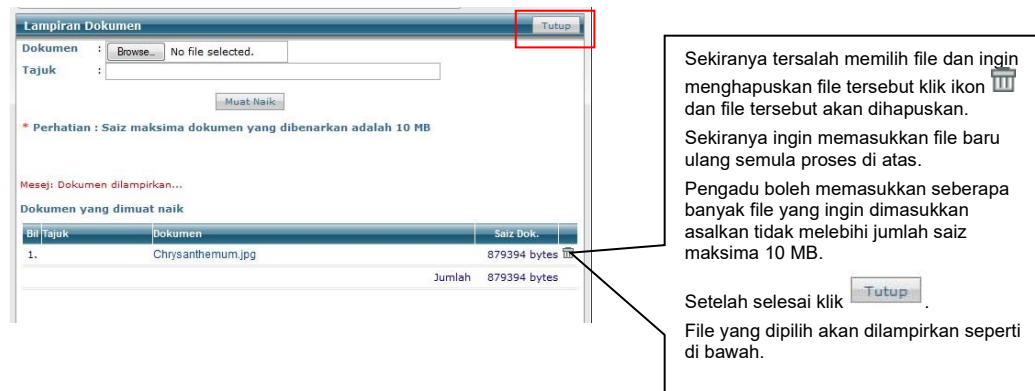 Lampiran Dokumen Tutup
Dokumen : Browse... No file selected.
Tajuk :
Muat Naik
* Perhatian : Saiz maksima dokumen yang dibenarkan adalah 10 MB
Mesej: Dokumen dilampirkan...
Dokumen yang dimuat naik
Bil Tajuk Dokumen Saiz Dok.
1. Chrysanthemum.jpg 879394 bytes
Jumlah 879394 bytes
Sekiranya tersalah memilih file dan ingin
menghapuskan file tersebut klik ikon
dan file tersebut akan dihapuskan.
Sekiranya ingin memasukkan file baru
ulang semula proses di atas.
Pengadu boleh memasukkan seberapa
banyak file yang ingin dimasukkan
asalkan tidak melebihi jumlah saiz
maksima 10 MB.
Setelah selesai klik Tutup .
File yang dipilih akan dilampirkan seperti
di bawah.